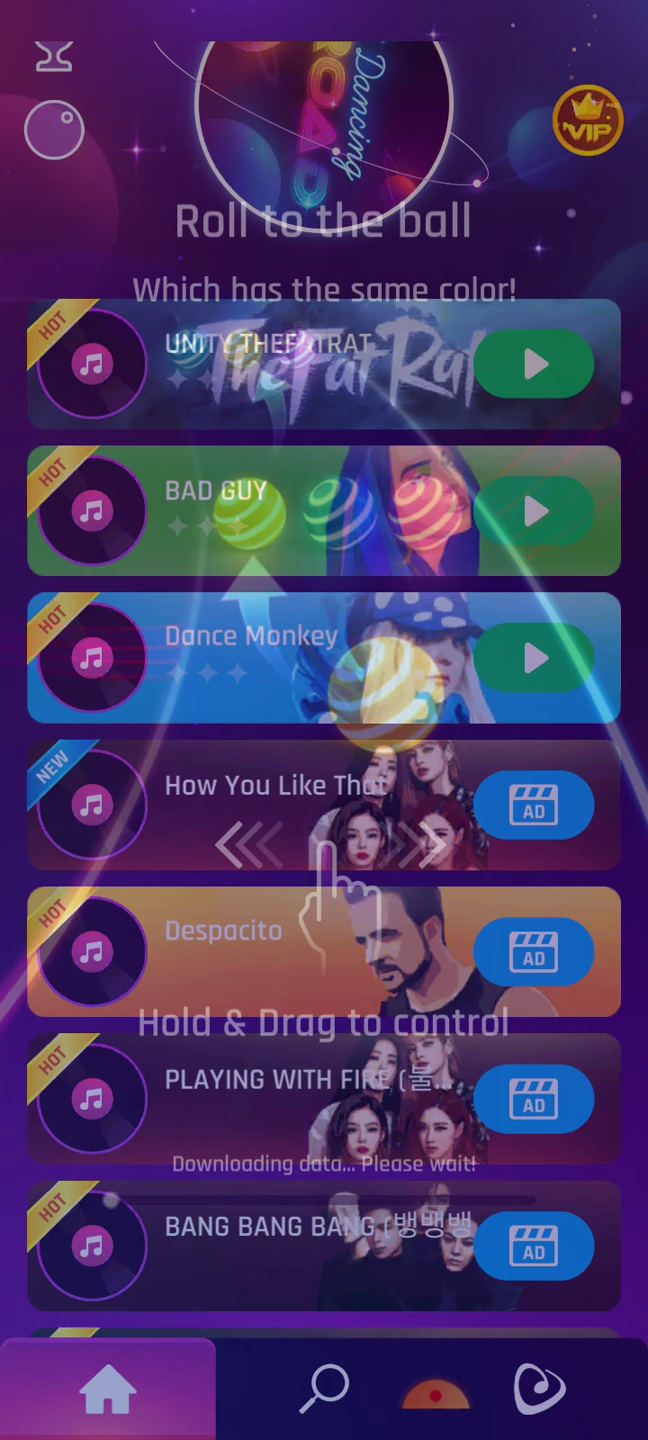 Dancing
ROAD
VIP
Roll to the ball
Which has the same color!
HOT
UNITY THEFATRAT
TheFatRat
HOT
BAD GUY
HOT
Dance Monkey
NEW
How You Like That
AD
HOT
Despacito
AD
Hold & Drag to control
HOT
PLAYING WITH FIRE (불...
AD
Downloading data... Please wait!
HOT
BANG BANG BANG (뱅뱅뱅
AD